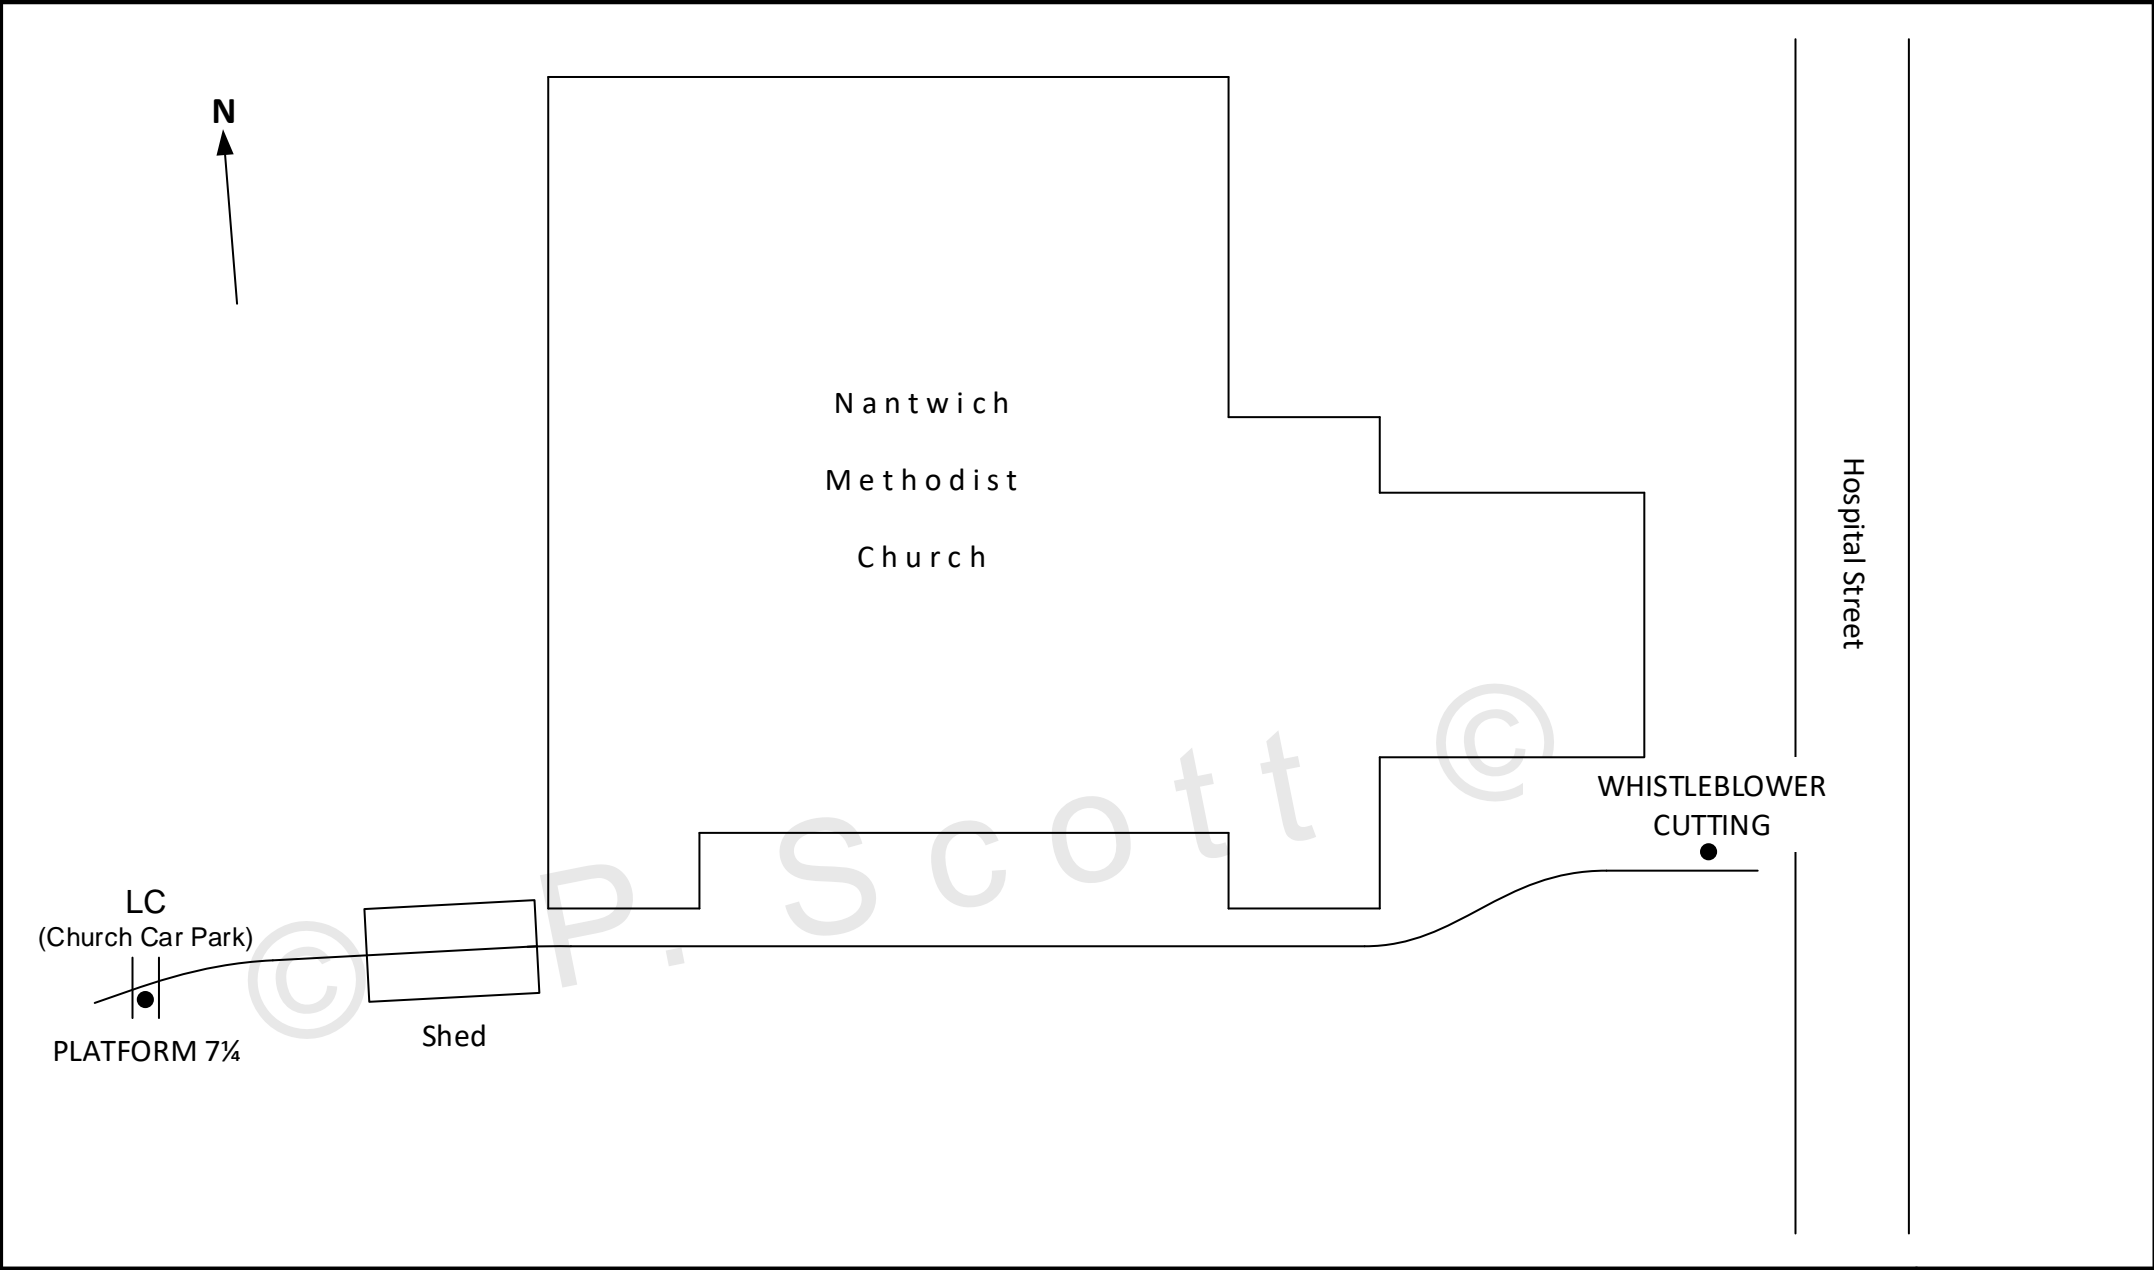 N
Nantwich
Methodist
Church
Hospital Street
WHISTLEBLOWER
CUTTING
LC
(Church Car Park)
PLATFORM 7¼
Shed
© P. Scott ©